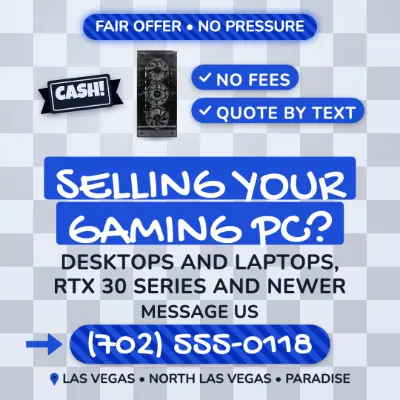 FAIR OFFER • NO PRESSURE
CASH!
NO FEES
QUOTE BY TEXT
SELLING YOUR
GAMING PC?
DESKTOPS AND LAPTOPS,
RTX 30 SERIES AND NEWER
MESSAGE US
(702) 555-0118
LAS VEGAS • NORTH LAS VEGAS • PARADISE